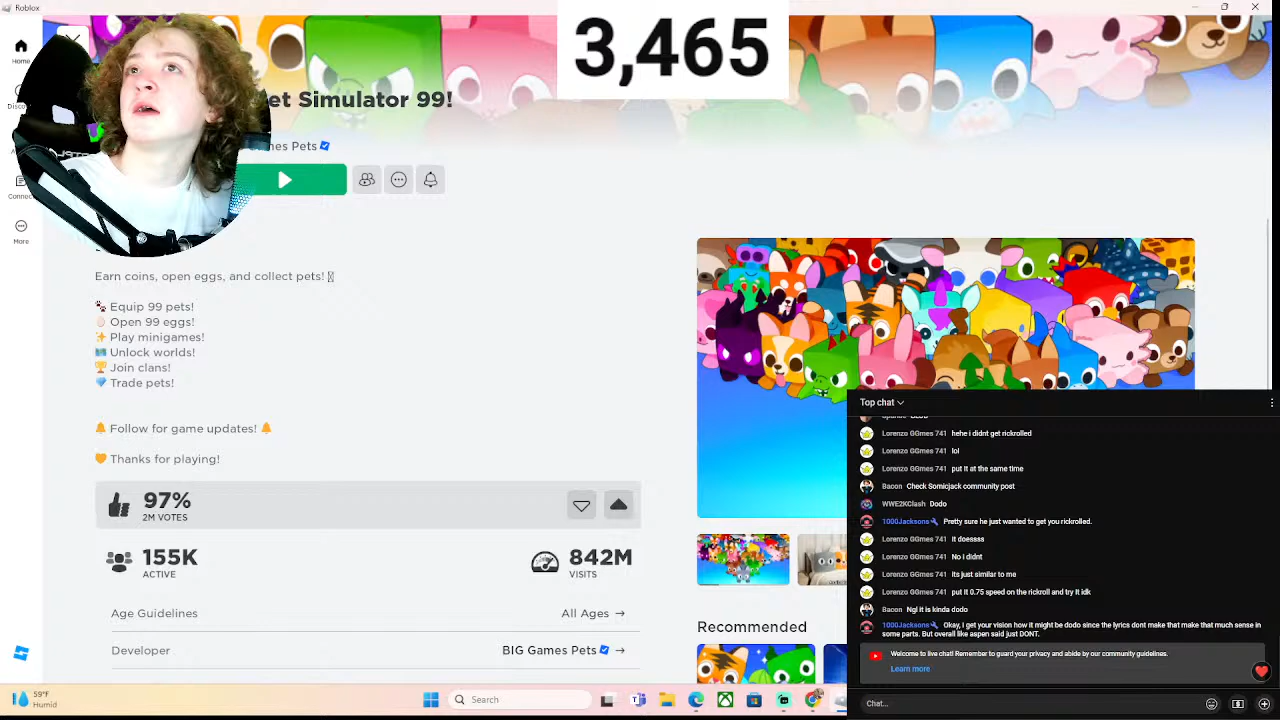 Roblox
3,465
Home
et Simulator 99!
mes Pets
Connect
More
Earn coins, open eggs, and collect pets!
Equip 99 pets!
Open 99 eggs!
Play minigames!
Unlock worlds!
Join clans!
Trade pets!
Follow for game updates!
Thanks for playing!
97%
2M VOTES
155K
ACTIVE
842M
VISITS
Age Guidelines
All Ages →
Developer
BIG Games Pets →
Recommended
Top chat
Lorenzo GGmes 741 hehe i didnt get rickrolled
Lorenzo GGmes 741 lol
Lorenzo GGmes 741 put it at the same time
Bacon Check Somicjack community post
WWE2KClash Dodo
1000Jacksons Pretty sure he just wanted to get you rickrolled.
Lorenzo GGmes 741 It doessss
Lorenzo GGmes 741 No i didnt
Lorenzo GGmes 741 Its just similar to me
Lorenzo GGmes 741 put it 0.75 speed on the rickroll and try it idk
Bacon Ngl it is kinda dodo
1000Jacksons Okay, i get your vision how it might be dodo since the lyrics dont make that make that much sense in
some parts. But overall like aspen said just DONT.
Welcome to live chat! Remember to guard your privacy and abide by our community guidelines.
Learn more
Chat...
59°F
Humid
Search